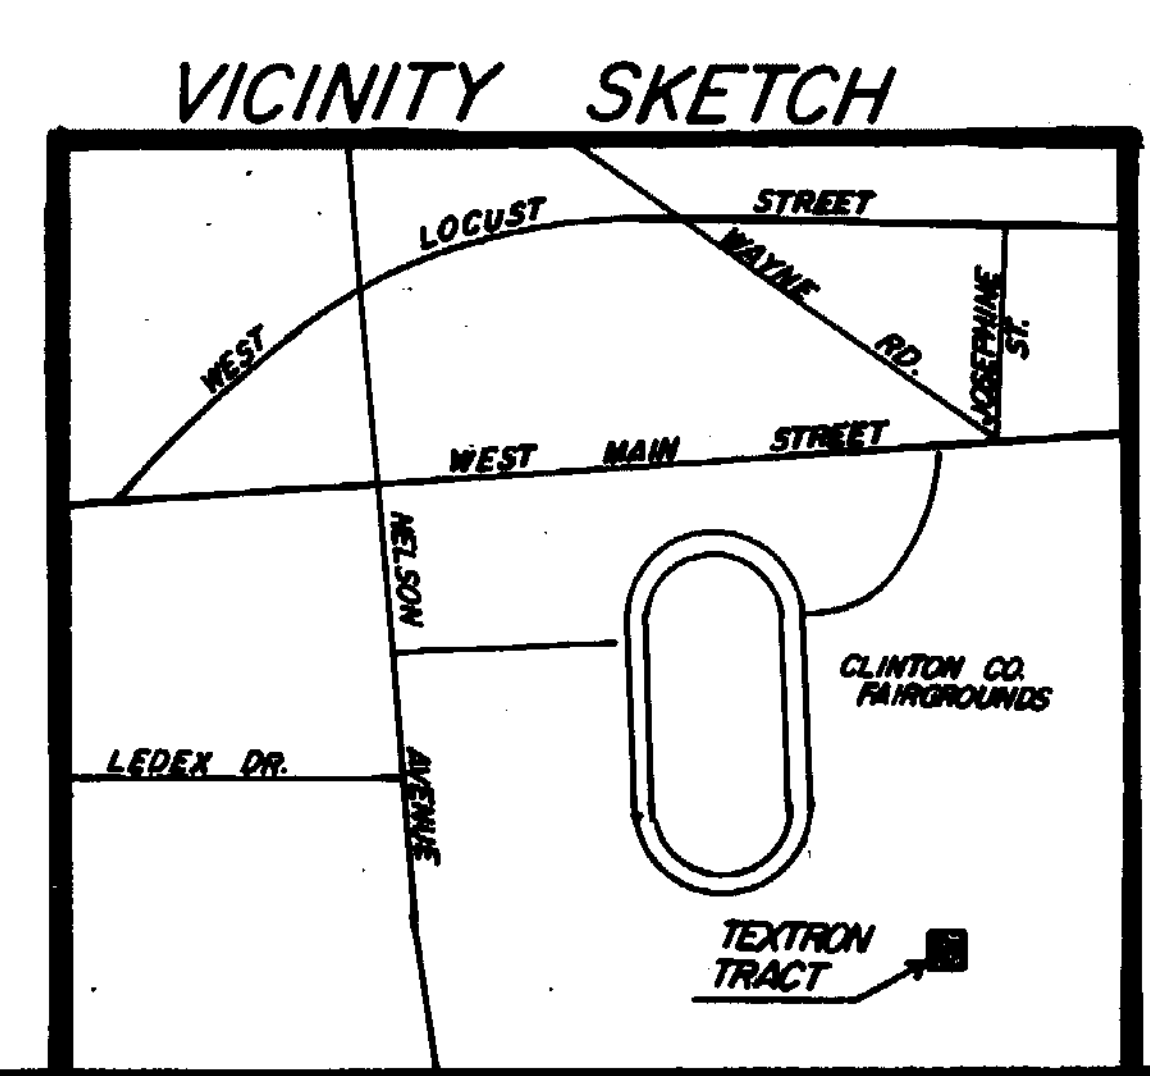 VICINITY SKETCH
WEST LOCUST STREET
WAYNE RD.
JOSEPHINE
ST.
WEST MAIN STREET
NELSON AVENUE
CLINTON CO.
FAIRGROUNDS
LEDEX DR.
TEXTRON
TRACT